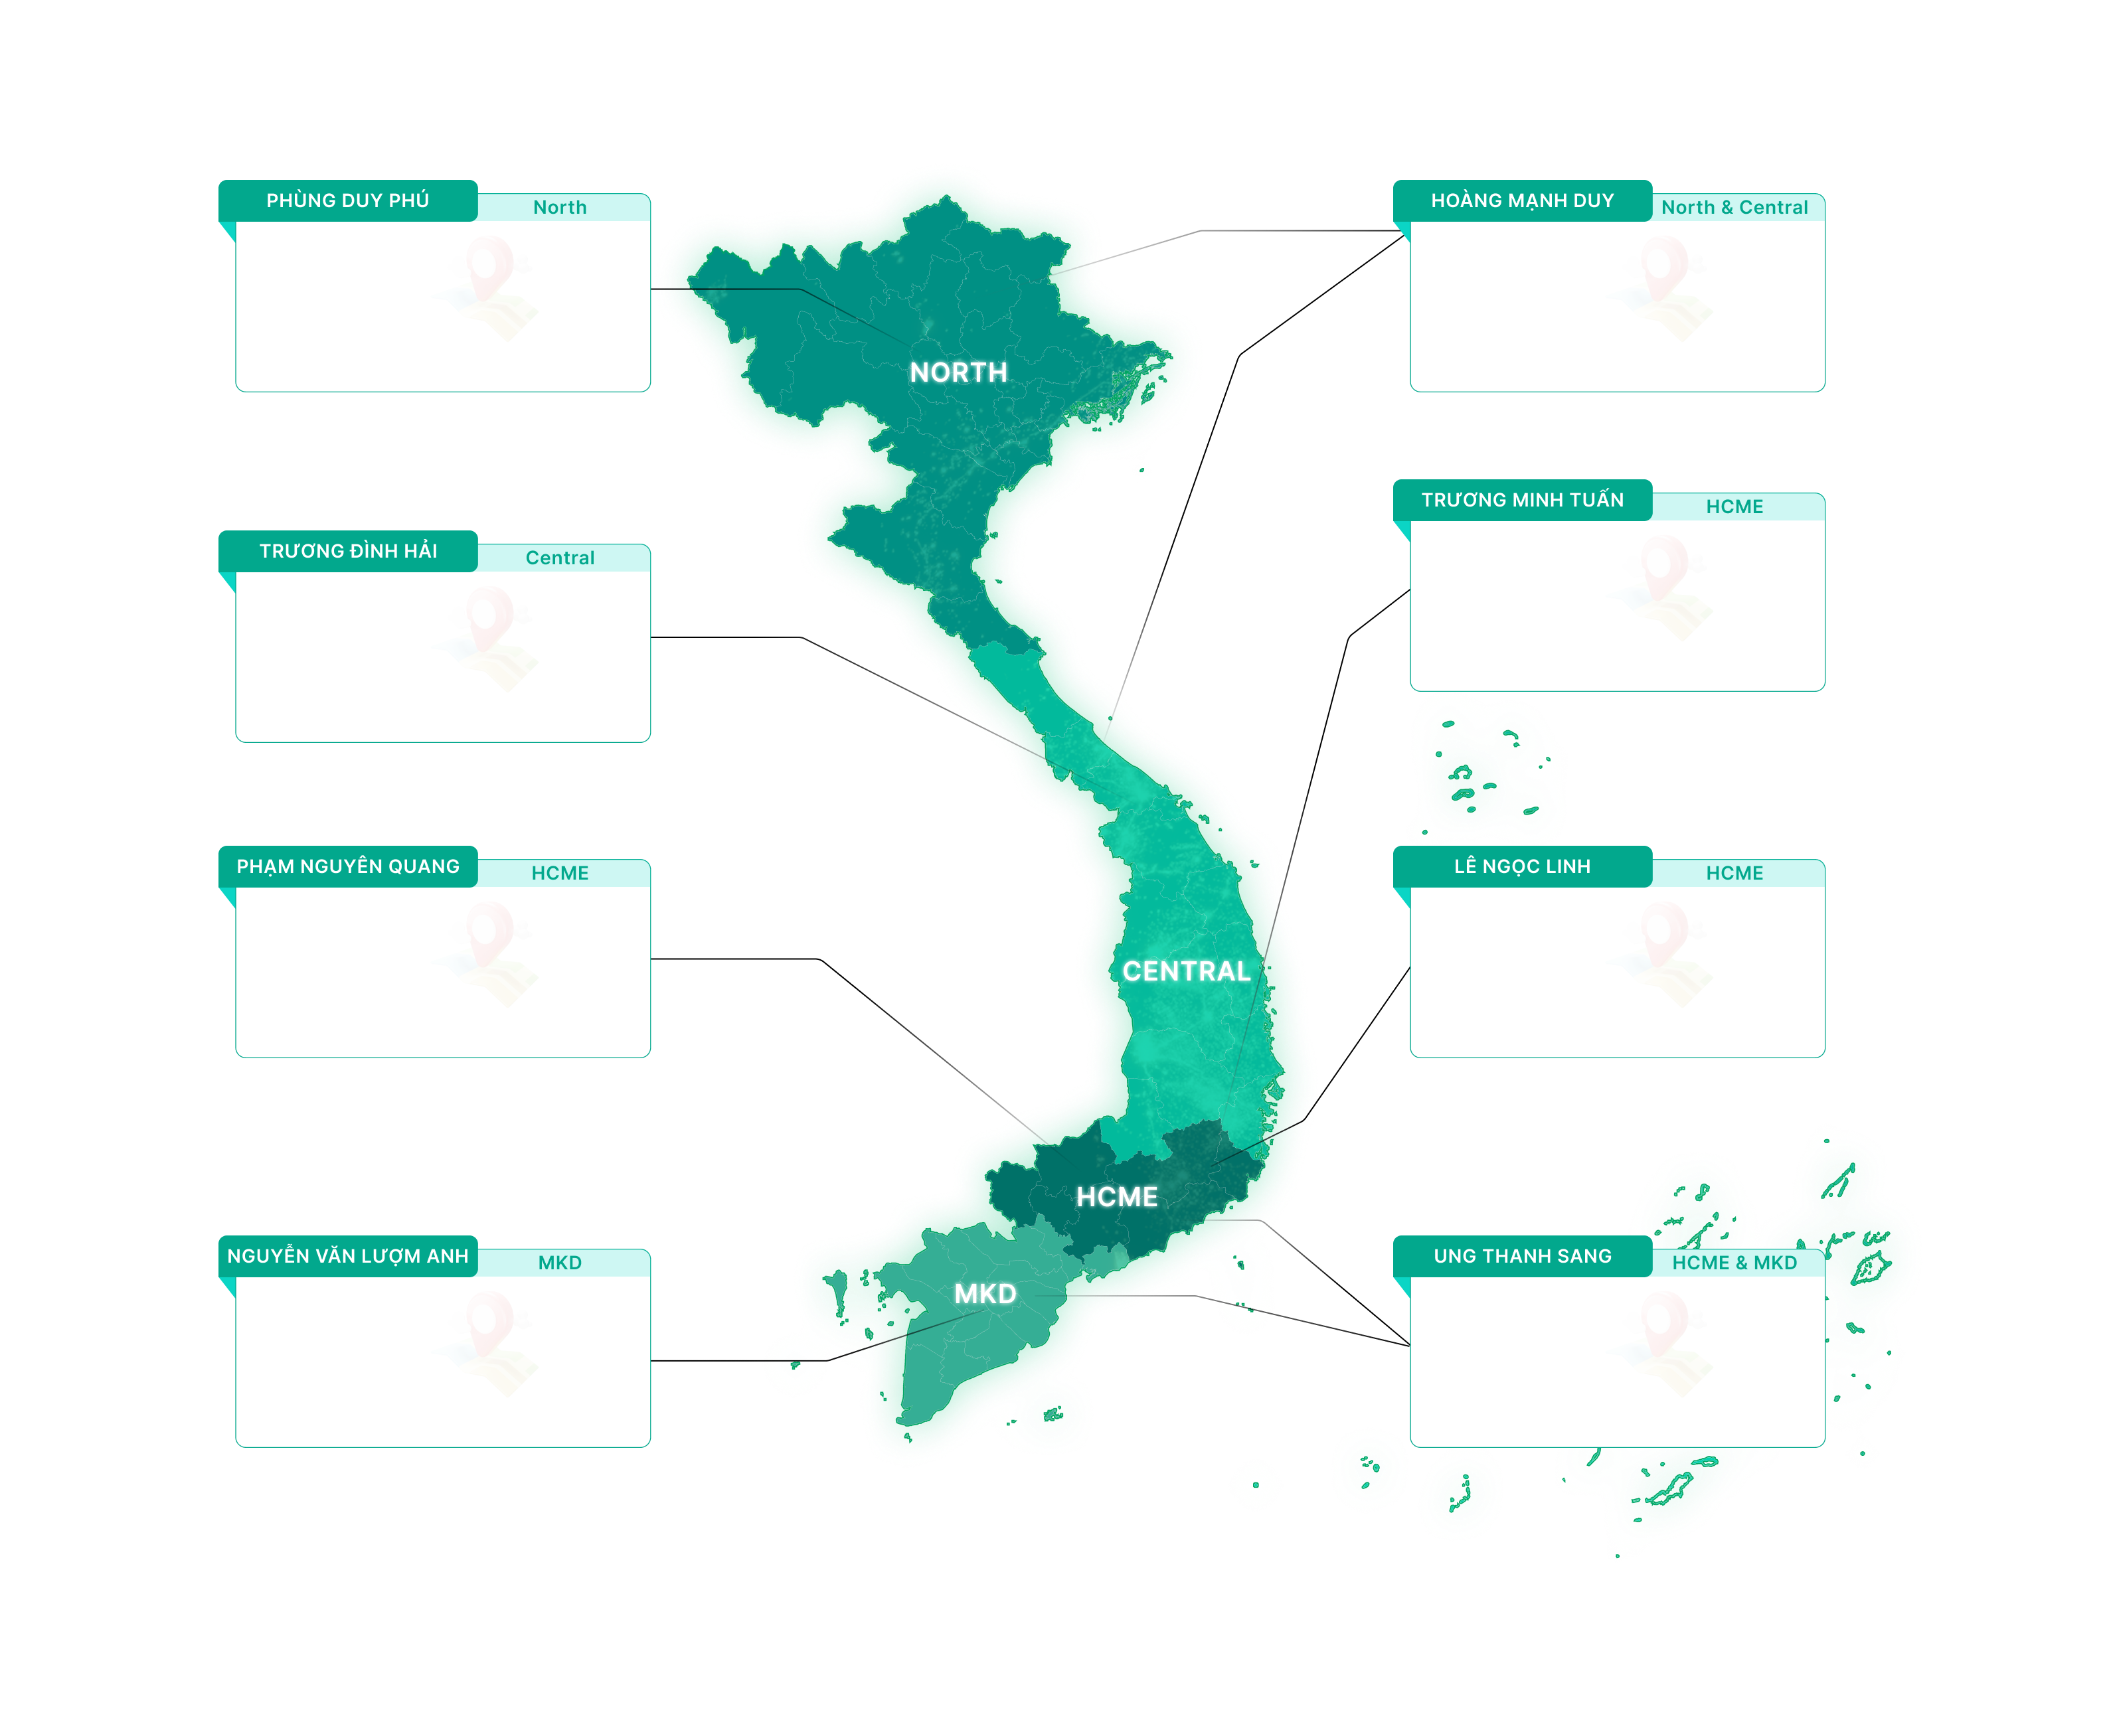 PHÙNG DUY PHÚ
North
HOÀNG MẠNH DUY
North & Central
NORTH
TRƯƠNG MINH TUẤN
HCME
TRƯƠNG ĐÌNH HẢI
Central
PHẠM NGUYÊN QUANG
HCME
LÊ NGỌC LINH
HCME
CENTRAL
HCME
NGUYỄN VĂN LƯỢM ANH
MKD
UNG THANH SANG
HCME & MKD
MKD